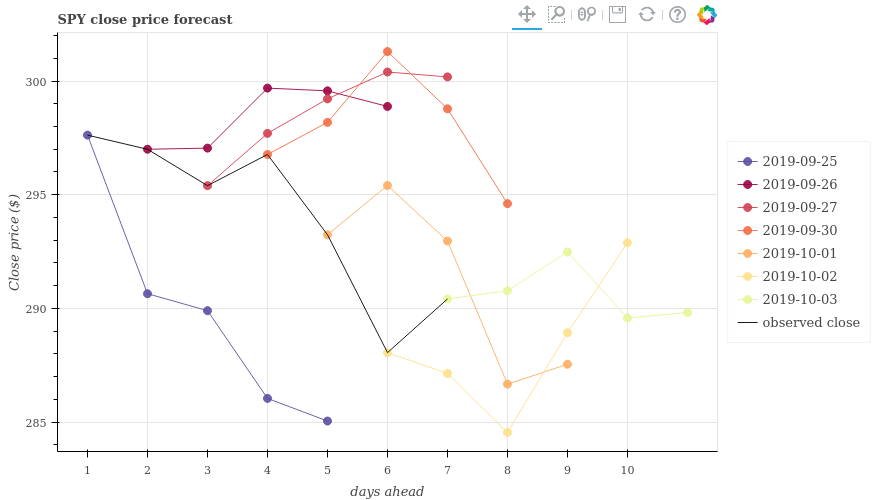 SPY close price forecast
300
295
290
285
Close price ($)
1 2 3 4 5 6 7 8 9 10
days ahead
2019-09-25
2019-09-26
2019-09-27
2019-09-30
2019-10-01
2019-10-02
2019-10-03
observed close